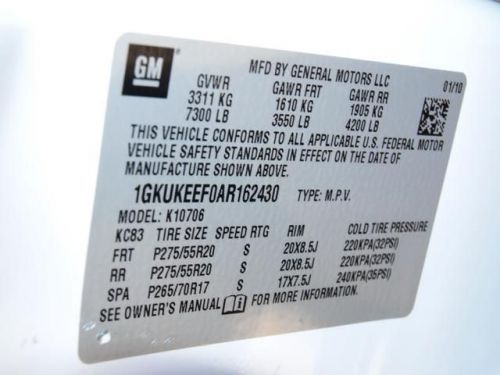 GM
MFD BY GENERAL MOTORS LLC
01/10
GVWR GAWR FRT GAWR RR
3311 KG 1610 KG 1905 KG
7300 LB 3550 LB 4200 LB
THIS VEHICLE CONFORMS TO ALL APPLICABLE U.S. FEDERAL MOTOR
VEHICLE SAFETY STANDARDS IN EFFECT ON THE DATE OF
MANUFACTURE SHOWN ABOVE.
1GKUKEEF0AR162430 TYPE: M.P.V.
MODEL: K10706
KC83 TIRE SIZE SPEED RTG RIM COLD TIRE PRESSURE
FRT P275/55R20 S 20X8.5J 220KPA(32PSI)
RR P275/55R20 S 20X8.5J 220KPA(32PSI)
SPA P265/70R17 S 17X7.5J 240KPA(35PSI)
SEE OWNER'S MANUAL FOR MORE INFORMATION.